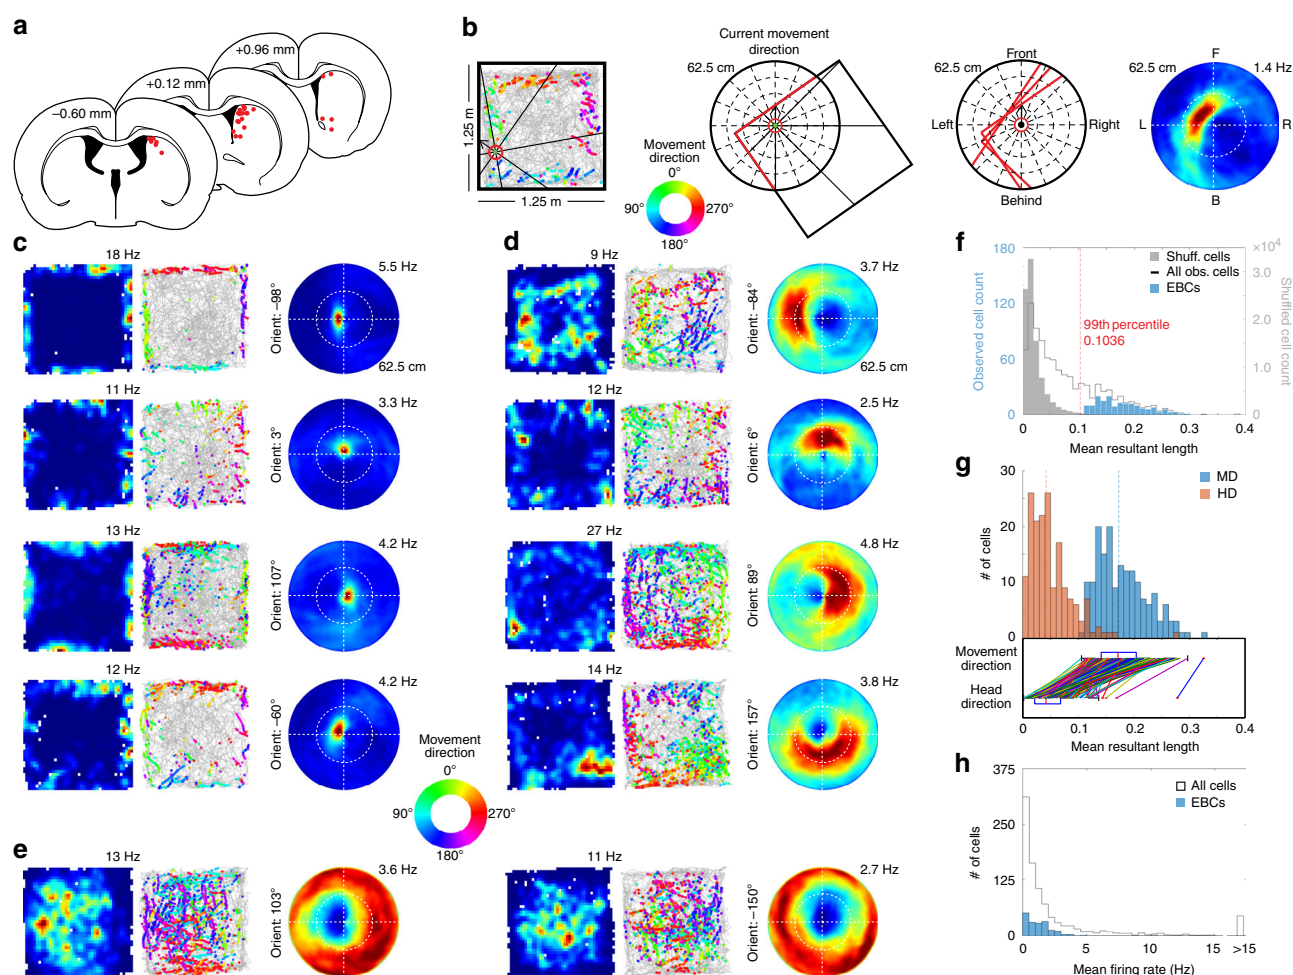 a
+0.96 mm
+0.12 mm
−0.60 mm
b
1.25 m
1.25 m
Movement
direction
0°
90°
270°
180°
Current movement
direction
62.5 cm
62.5 cm
Front
Left
Right
Behind
62.5 cm
F
1.4 Hz
L
R
B
c
18 Hz
Orient: −98°
5.5 Hz
62.5 cm
11 Hz
Orient: 3°
3.3 Hz
13 Hz
Orient: 107°
4.2 Hz
12 Hz
Orient: −60°
4.2 Hz
d
9 Hz
Orient: −84°
3.7 Hz
62.5 cm
12 Hz
Orient: 6°
2.5 Hz
27 Hz
Orient: 89°
4.8 Hz
14 Hz
Orient: 157°
3.8 Hz
Movement
direction
0°
90°
270°
180°
e
13 Hz
Orient: 103°
3.6 Hz
11 Hz
Orient: −150°
2.7 Hz
f
180
120
60
0
Observed cell count
×10⁴
3.0
2.0
1.0
0
Shuffled cell count
Shuff. cells
All obs. cells
EBCs
99th percentile
0.1036
0
0.1
0.2
0.3
0.4
Mean resultant length
g
30
20
10
0
# of cells
MD
HD
Movement
direction
Head
direction
0
0.1
0.2
0.3
0.4
Mean resultant length
h
375
250
125
0
# of cells
All cells
EBCs
0
5
10
15
>15
Mean firing rate (Hz)